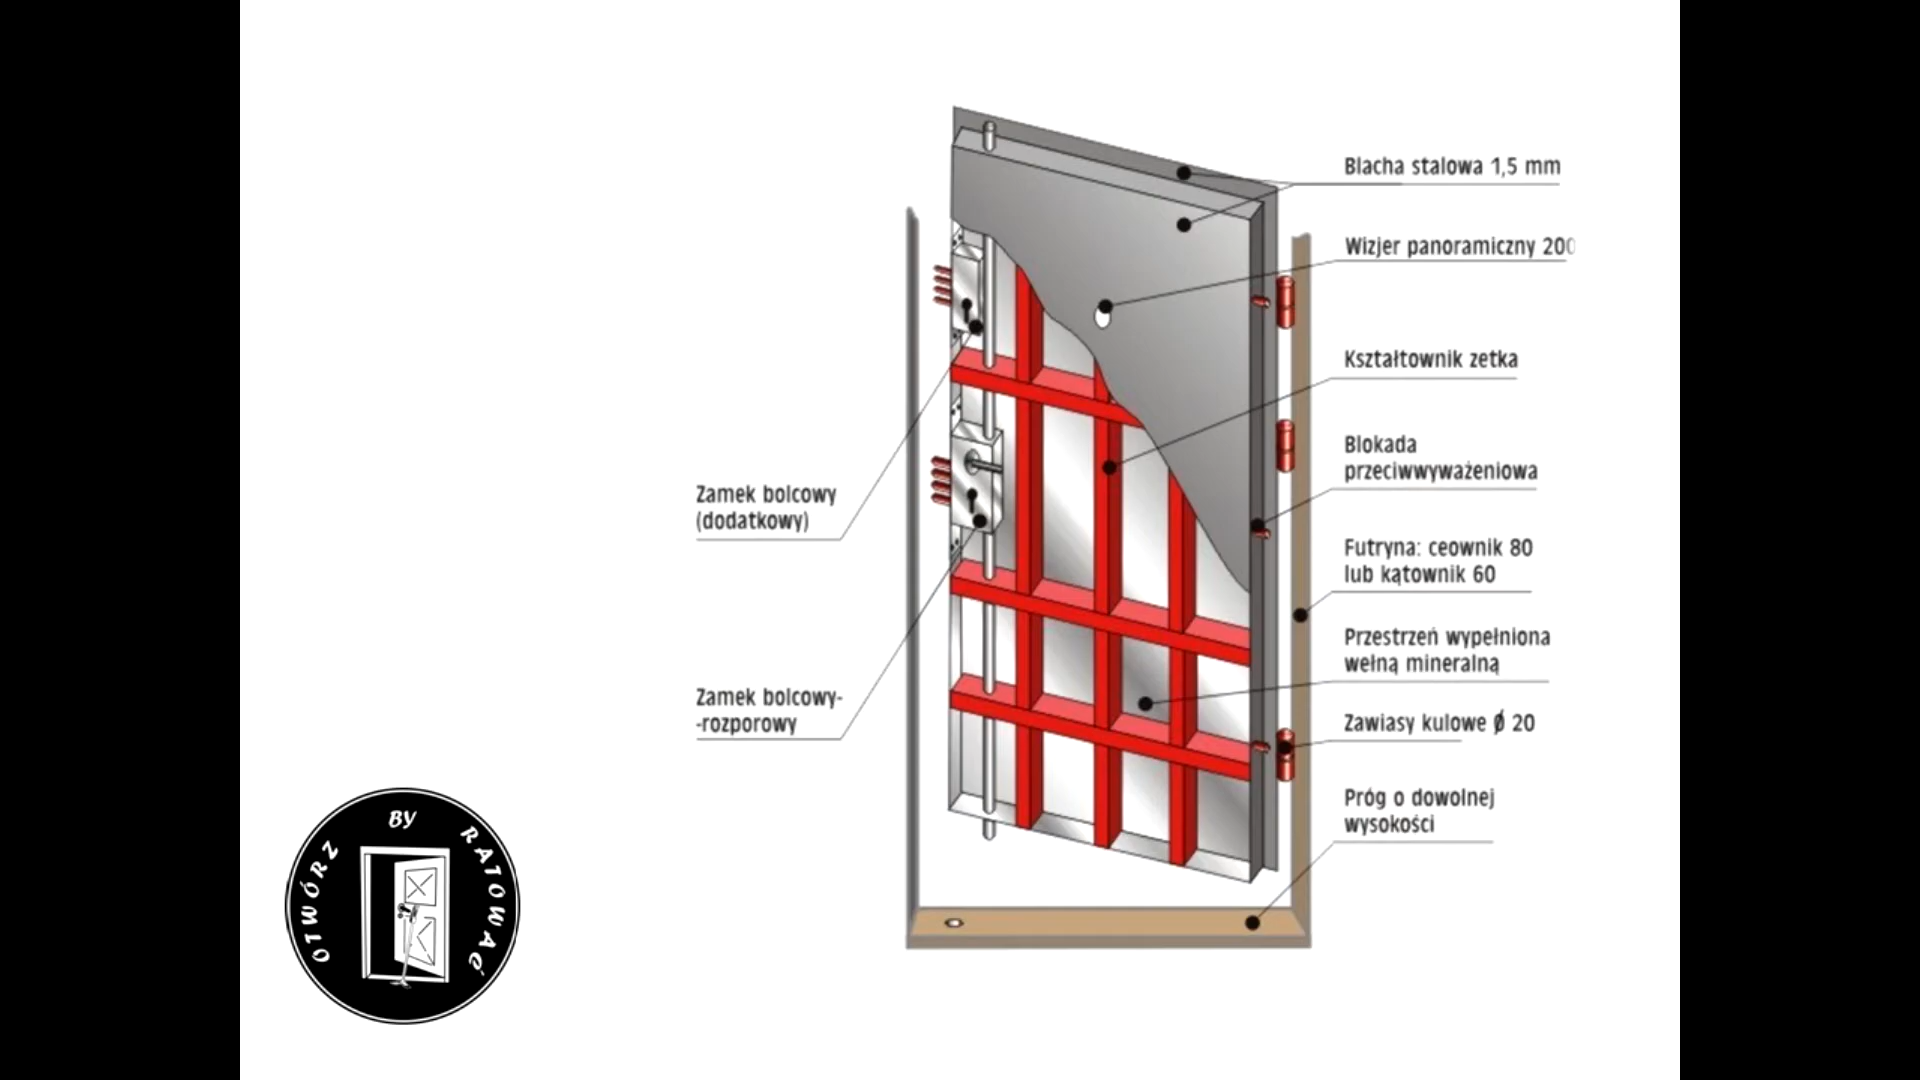 Blacha stalowa 1,5 mm
Wizjer panoramiczny 200
Kształtownik zetka
Blokada
przeciwwyważeniowa
Zamek bolcowy
(dodatkowy)
Futryna: ceownik 80
lub kątownik 60
Przestrzeń wypełniona
wełną mineralną
Zamek bolcowy-
-rozporowy
Zawiasy kulowe Ø 20
Próg o dowolnej
wysokości
OTWÓRZ BY RATOWAĆ